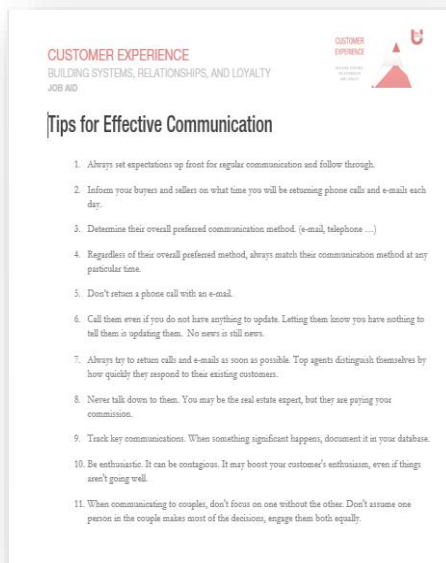 CUSTOMER EXPERIENCE
BUILDING SYSTEMS, RELATIONSHIPS, AND LOYALTY
JOB AID
CUSTOMER
EXPERIENCE
BUILDING SYSTEMS,
RELATIONSHIPS,
AND LOYALTY
Tips for Effective Communication
1. Always set expectations up front for regular communication and follow through.
2. Inform your buyers and sellers on what time you will be returning phone calls and e-mails each
day.
3. Determine their overall preferred communication method. (e-mail, telephone ....)
4. Regardless of their overall preferred method, always match their communication method at any
particular time.
5. Don't return a phone call with an e-mail.
6. Call them even if you do not have anything to update. Letting them know you have nothing to
tell them is updating them. No news is still news.
7. Always try to return calls and e-mails as soon as possible. Top agents distinguish themselves by
how quickly they respond to their existing customers.
8. Never talk down to them. You may be the real estate expert, but they are paying your
commission.
9. Track key communications. When something significant happens, document it in your database.
10. Be enthusiastic. It can be contagious. It may boost your customer's enthusiasm, even if things
aren't going well.
11. When communicating to couples, don't focus on one without the other. Don't assume one
person in the couple makes most of the decisions, engage them both equally.